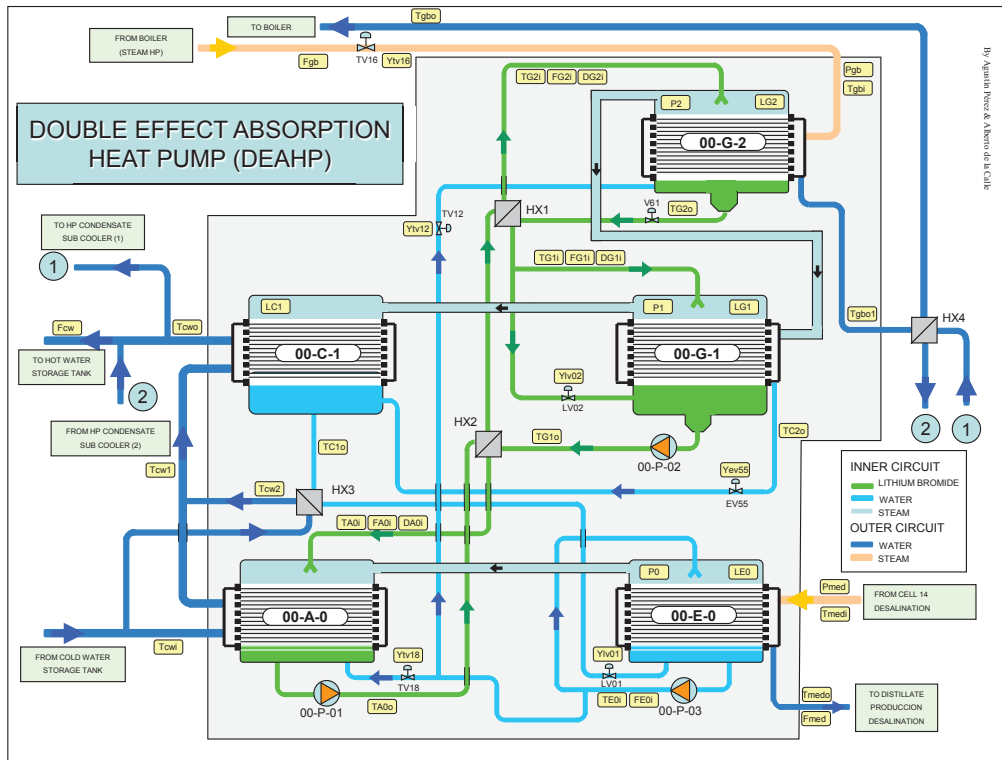 TO BOILER
Tgbo
FROM BOILER
(STEAM HP)
Fgb
TV16
Ytv16
By Agustín Pérez & Alberto de la Calle
TG2i
FG2i
DG2i
Pgb
Tgbi
P2
LG2
00-G-2
DOUBLE EFFECT ABSORPTION
HEAT PUMP (DEAHP)
HX1
V61
TG2o
TV12
Ytv12
TO HP CONDENSATE
SUB COOLER (1)
1
TG1i
FG1i
DG1i
LC1
P1
LG1
Tgbo1
HX4
Fcw
Tcwo
TO HOT WATER
STORAGE TANK
00-C-1
00-G-1
2
Ylv02
LV02
2
1
FROM HP CONDENSATE
SUB COOLER (2)
HX2
TG1o
00-P-02
TC2o
TC1o
Tcw1
Tcw2
HX3
Yev55
EV55
INNER CIRCUIT
LITHIUM BROMIDE
WATER
STEAM
OUTER CIRCUIT
WATER
STEAM
TA0i
FA0i
DA0i
P0
LE0
Pmed
Tmedi
FROM CELL 14
DESALINATION
00-A-0
00-E-0
Tcwi
FROM COLD WATER
STORAGE TANK
Ytv18
TV18
Ylv01
LV01
00-P-01
TA0o
TE0i
FE0i
00-P-03
Tmedo
Fmed
TO DISTILLATE
PRODUCCION
DESALINATION